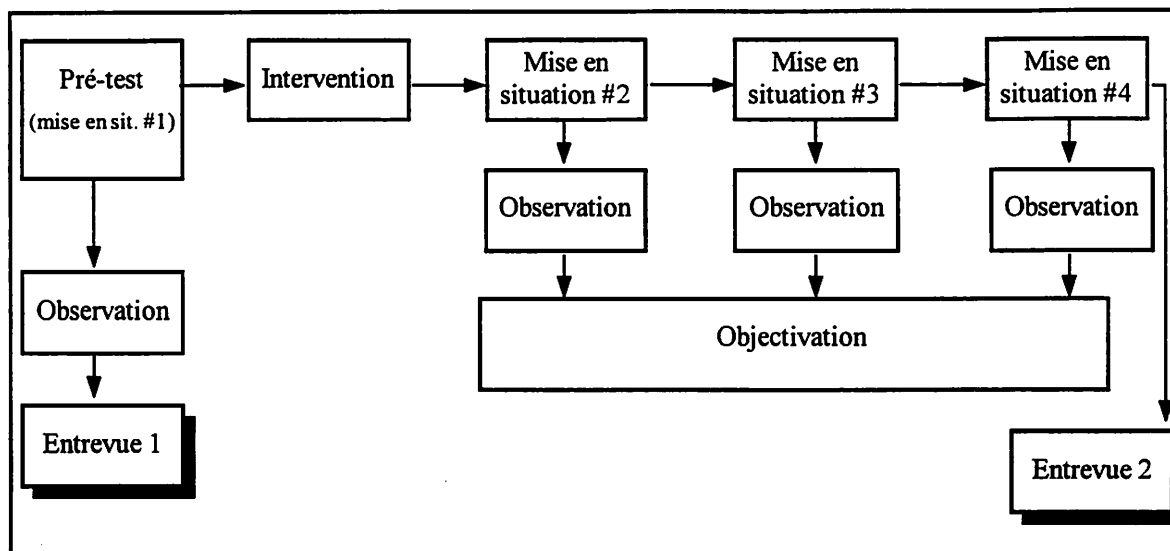 Pré-test
(mise en sit. #1)
Intervention
Mise en
situation #2
Mise en
situation #3
Mise en
situation #4
Observation
Observation
Observation
Observation
Objectivation
Entrevue 1
Entrevue 2